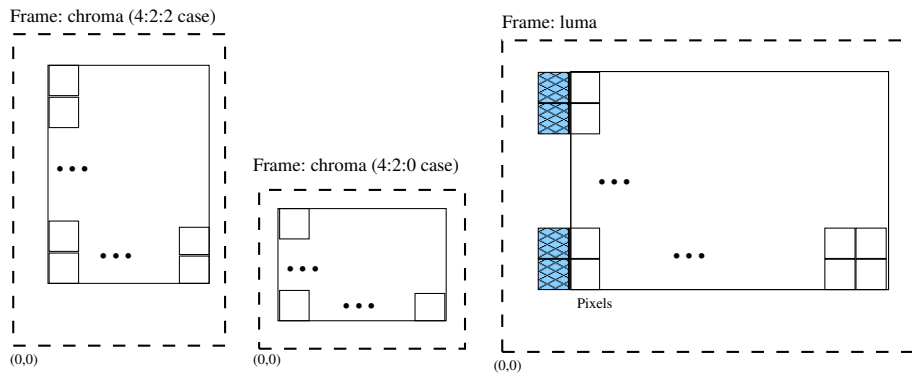 Frame: chroma (4:2:2 case)
Frame: luma
Frame: chroma (4:2:0 case)
Pixels
(0,0)
(0,0)
(0,0)